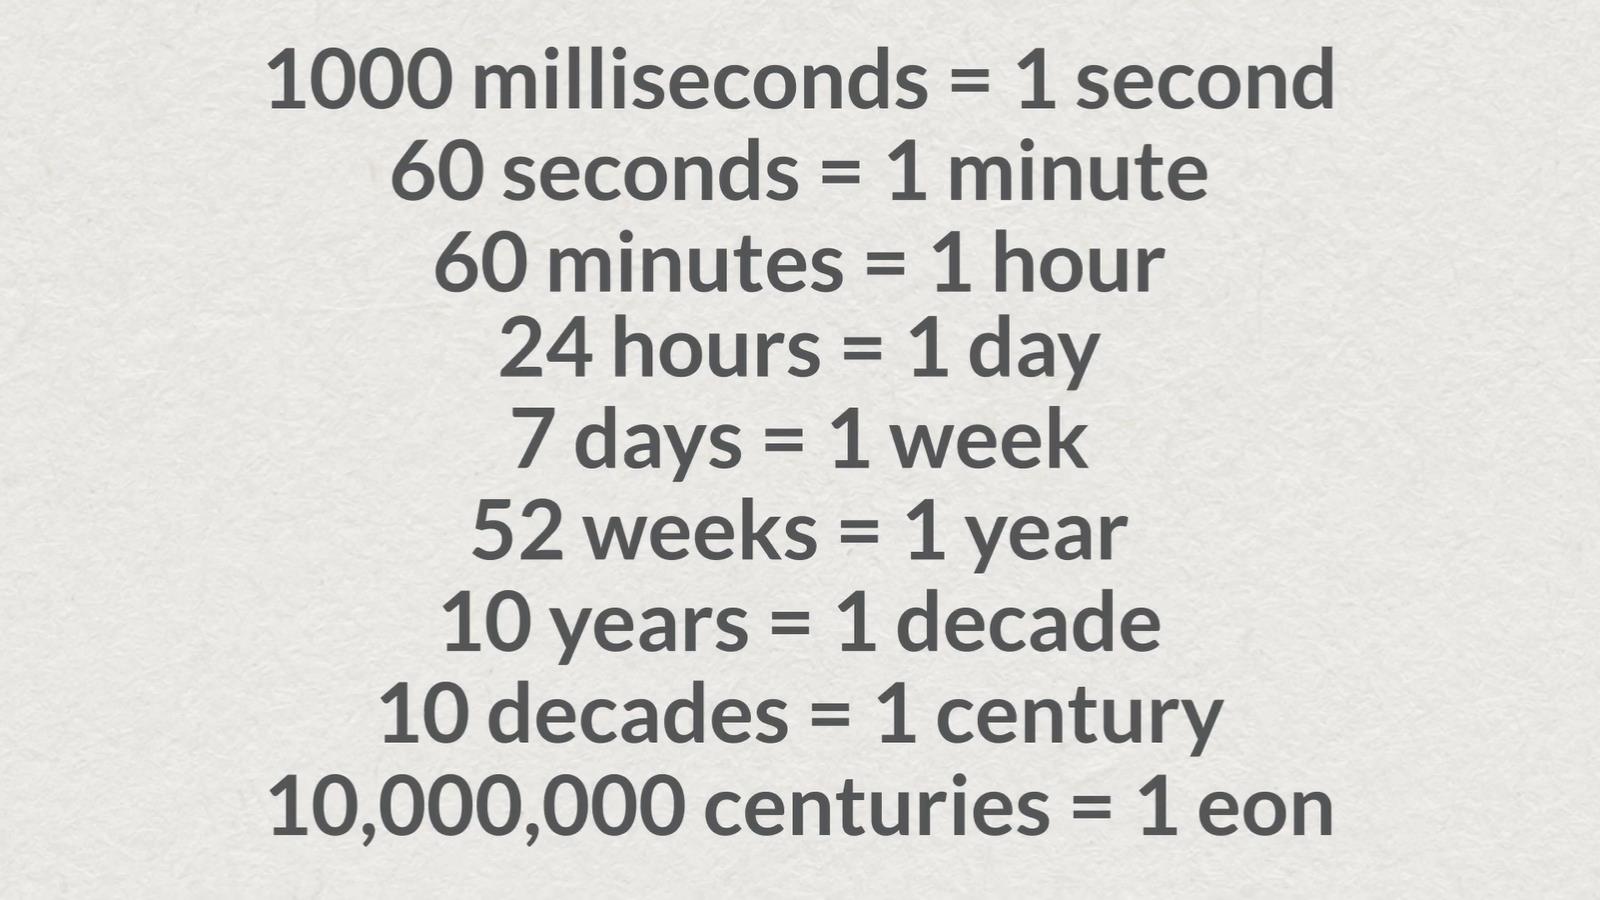 1000 milliseconds = 1 second
60 seconds = 1 minute
60 minutes = 1 hour
24 hours = 1 day
7 days = 1 week
52 weeks = 1 year
10 years = 1 decade
10 decades = 1 century
10,000,000 centuries = 1 eon